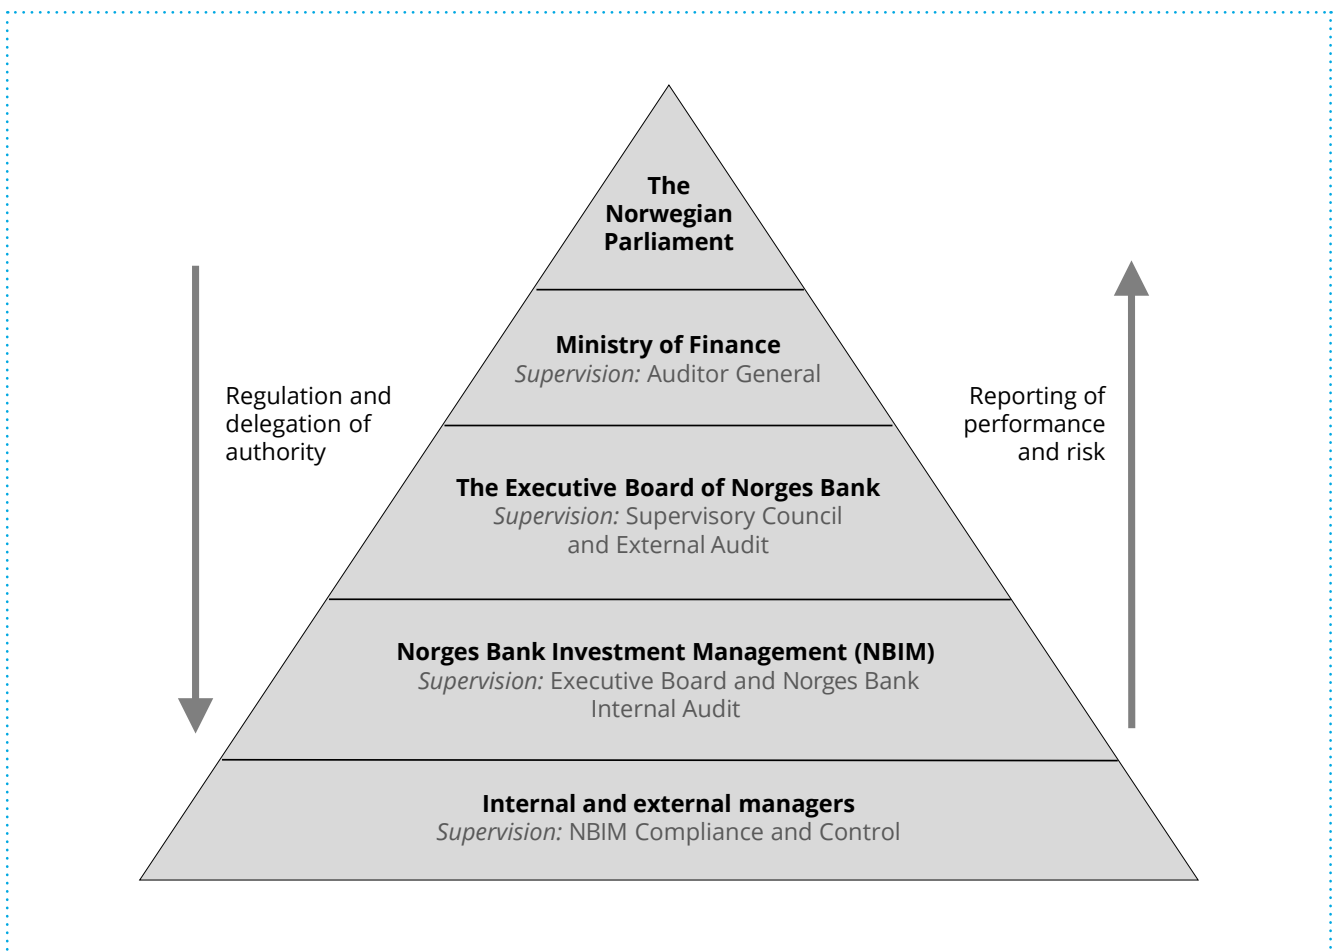 The
Norwegian
Parliament
Ministry of Finance
Supervision: Auditor General
Regulation and
delegation of
authority
Reporting of
performance
and risk
The Executive Board of Norges Bank
Supervision: Supervisory Council
and External Audit
Norges Bank Investment Management (NBIM)
Supervision: Executive Board and Norges Bank
Internal Audit
Internal and external managers
Supervision: NBIM Compliance and Control